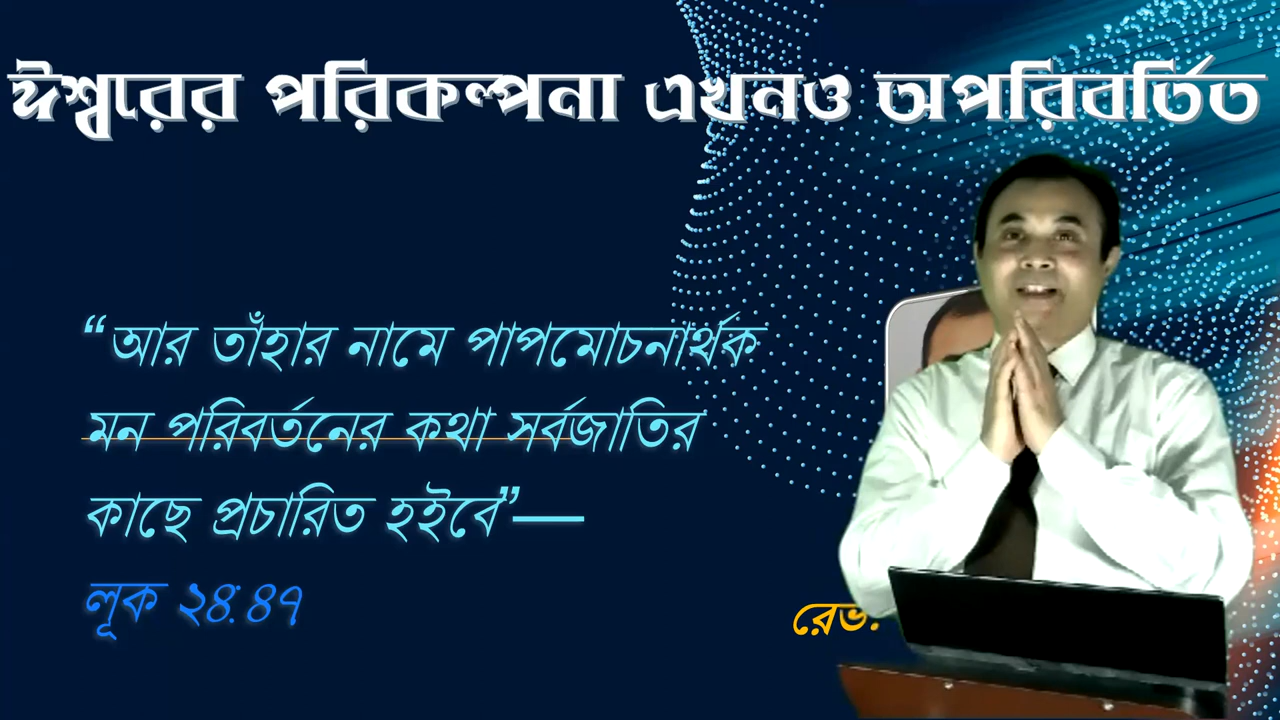 ঈশ্বরের পরিকল্পনা এখনও অপরিবর্তিত
“আর তাঁহার নামে পাপমোচনার্থক
মন পরিবর্তনের কথা সর্বজাতির
কাছে প্রচারিত হইবে”—
লূক ২৪:৪৭
রেভ.